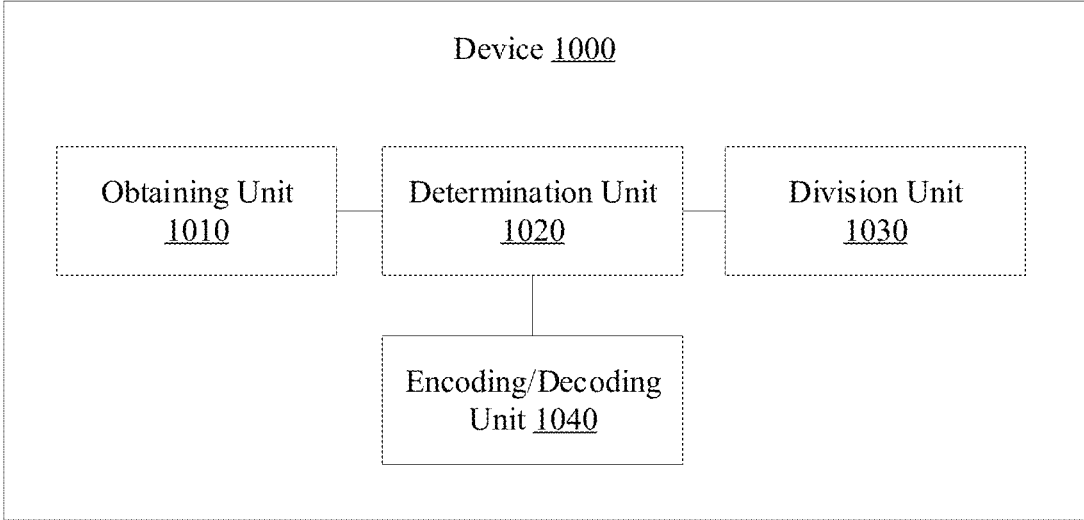 Device 1000
Obtaining Unit
1010
Determination Unit
1020
Division Unit
1030
Encoding/Decoding
Unit 1040